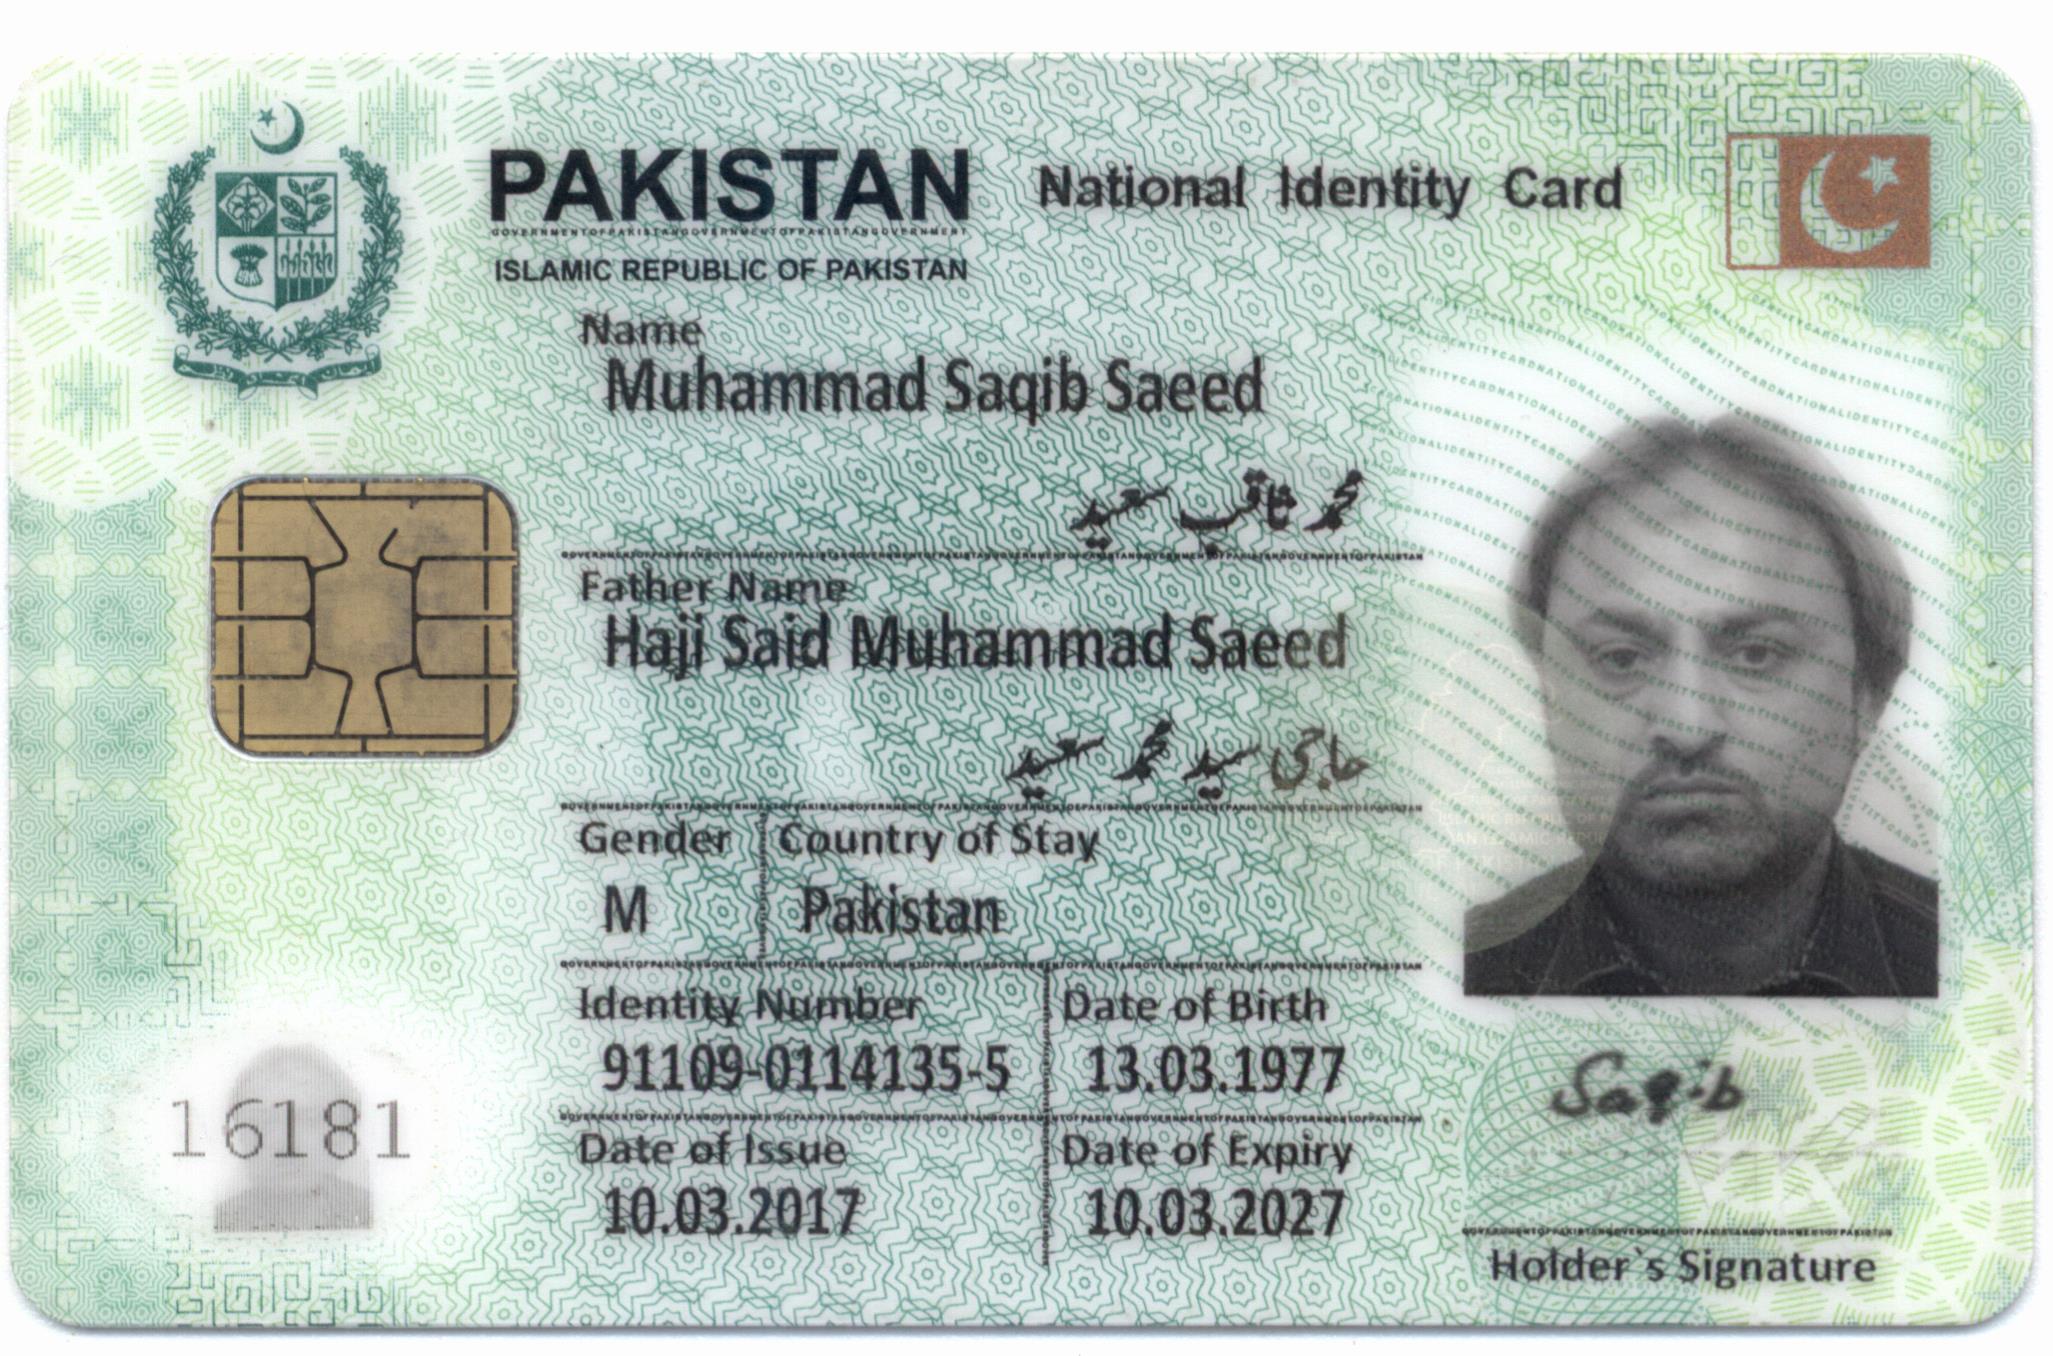 PAKISTAN National Identity Card
ISLAMIC REPUBLIC OF PAKISTAN
Name
Muhammad Saqib Saeed
محمد ثاقب سعید
Father Name
Haji Said Muhammad Saeed
حاجی سید محمد سعید
Gender Country of Stay
M Pakistan
Identity Number Date of Birth
91109-0114135-5 13.03.1977
Date of Issue Date of Expiry
10.03.2017 10.03.2027
16181
Saqib
Holder`s Signature